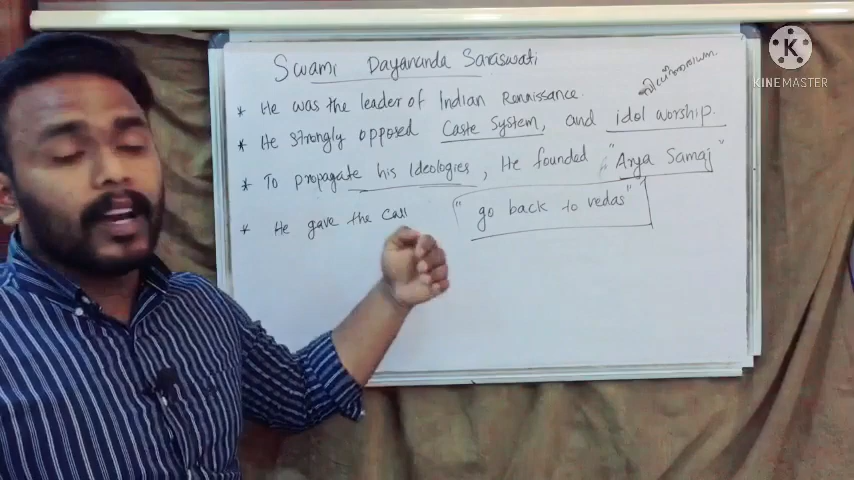 Swami Dayananda Saraswati
* He was the leader of Indian Renaissance.
* He strongly opposed Caste System, and idol worship.
* To propagate his Ideologies, He founded "Arya Samaj"
* He gave the call "go back to vedas"
K
KINEMASTER